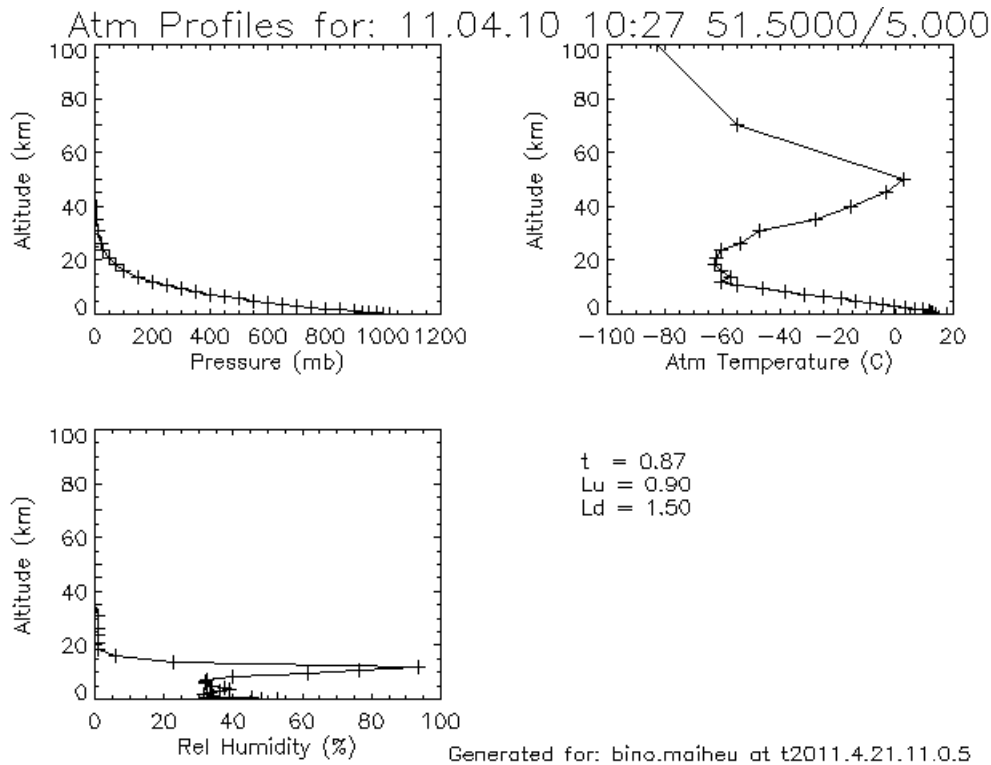 Atm Profiles for: 11.04.10 10:27 51.5000/5.000
100
80
60
40
20
0
Altitude (km)
0 200 400 600 800 1000 1200
Pressure (mb)
100
80
60
40
20
0
Altitude (km)
-100 -80 -60 -40 -20 0 20
Atm Temperature (C)
100
80
60
40
20
0
Altitude (km)
0 20 40 60 80 100
Rel Humidity (%)
t = 0.87
Lu = 0.90
Ld = 1.50
Generated for: bino.maiheu at t2011.4.21.11.0.5